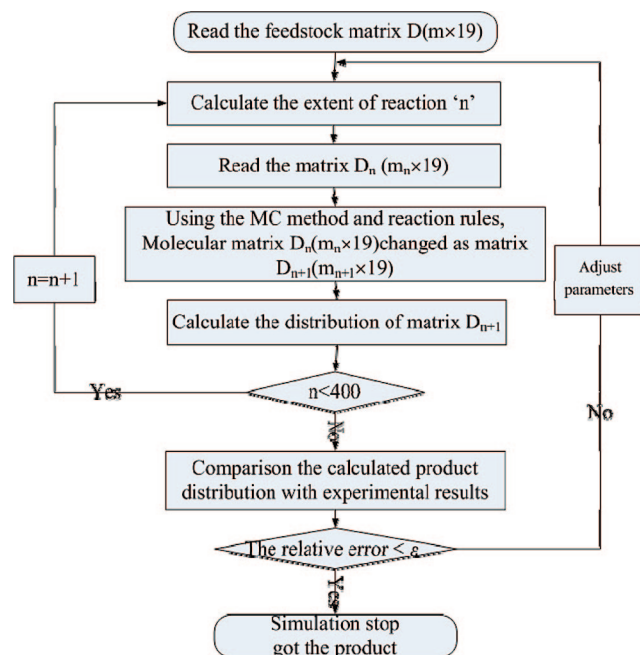 Read the feedstock matrix D(m×19)
Calculate the extent of reaction ‘n’
Read the matrix Dn (mn×19)
Using the MC method and reaction rules,
Molecular matrix Dn(mn×19)changed as matrix
Dn+1(mn+1×19)
n=n+1
Adjust
parameters
Calculate the distribution of matrix Dn+1
Yes
n<400
No
No
Comparison the calculated product
distribution with experimental results
The relative error < ε
Yes
Simulation stop
got the product